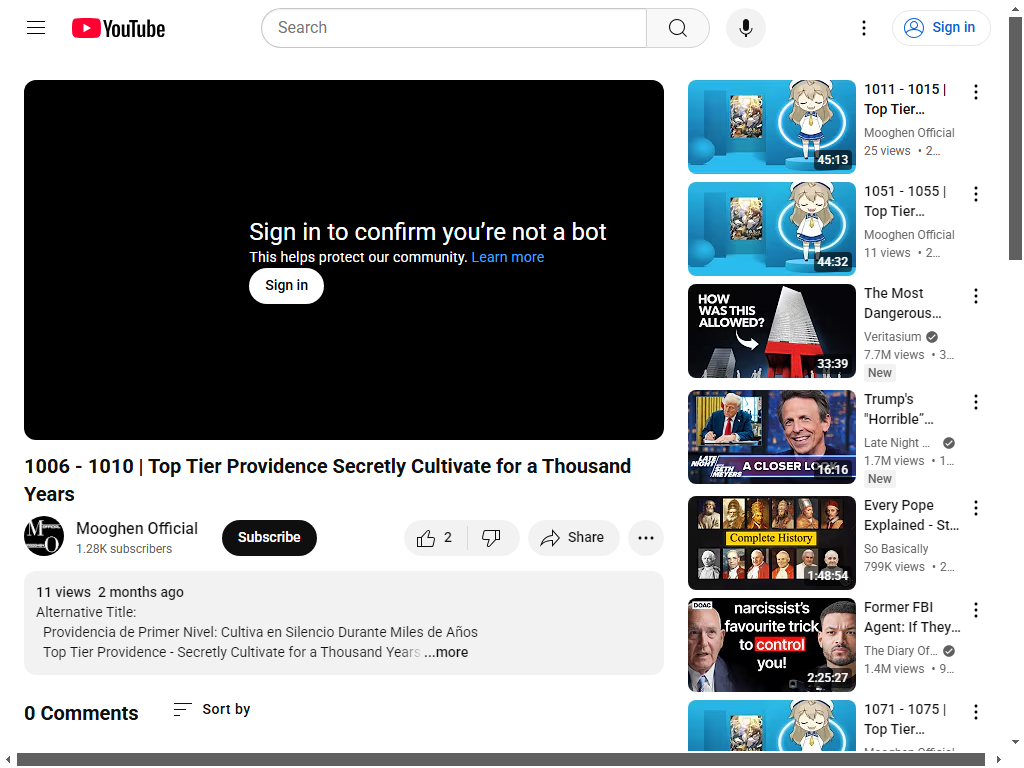 YouTube
Search
Sign in
Sign in to confirm you’re not a bot
This helps protect our community. Learn more
Sign in
1006 - 1010 | Top Tier Providence Secretly Cultivate for a Thousand
Years
Mooghen Official
1.28K subscribers
Subscribe
2
Share
11 views 2 months ago
Alternative Title:
Providencia de Primer Nivel: Cultiva en Silencio Durante Miles de Años
Top Tier Providence - Secretly Cultivate for a Thousand Years ...more
0 Comments
Sort by
45:13
1011 - 1015 |
Top Tier...
Mooghen Official
25 views • 2...
44:32
1051 - 1055 |
Top Tier...
Mooghen Official
11 views • 2...
HOW
WAS THIS
ALLOWED?
33:39
The Most
Dangerous...
Veritasium
7.7M views • 3...
New
LATE
NIGHT
SETH
MEYERS
A CLOSER LOOK
16:16
Trump's
"Horrible”...
Late Night ...
1.7M views • 1...
New
Complete History
1:48:54
Every Pope
Explained - St...
So Basically
799K views • 2...
DOAC
narcissist’s
favourite trick
to control
you!
2:25:27
Former FBI
Agent: If They...
The Diary Of...
1.4M views • 9...
1071 - 1075 |
Top Tier...
Mooghen Official